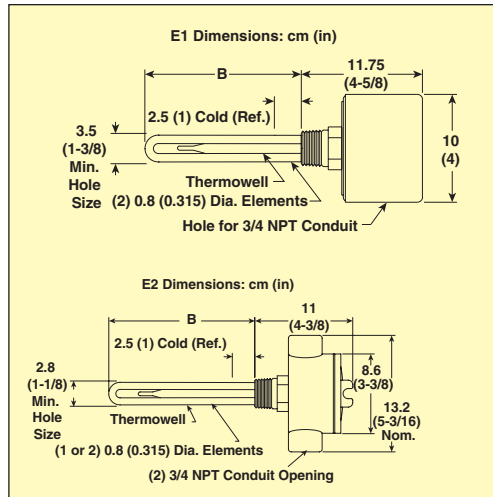 E1 Dimensions: cm (in)
B
11.75
(4-5/8)
2.5 (1) Cold (Ref.)
3.5
(1-3/8)
Min.
Hole
Size
10
(4)
Thermowell
(2) 0.8 (0.315) Dia. Elements
Hole for 3/4 NPT Conduit
E2 Dimensions: cm (in)
B
11
(4-3/8)
2.5 (1) Cold (Ref.)
2.8
(1-1/8)
Min.
Hole
Size
8.6
(3-3/8)
13.2
(5-3/16)
Nom.
Thermowell
(1 or 2) 0.8 (0.315) Dia. Elements
(2) 3/4 NPT Conduit Opening